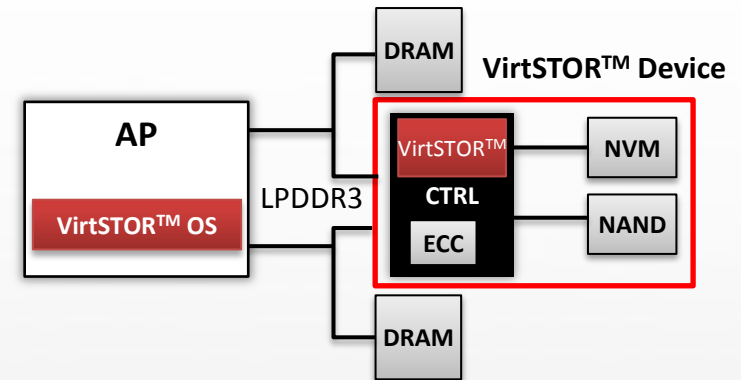 DRAM
VirtSTOR™ Device
AP
VirtSTOR™
NVM
LPDDR3
CTRL
VirtSTOR™ OS
NAND
ECC
DRAM